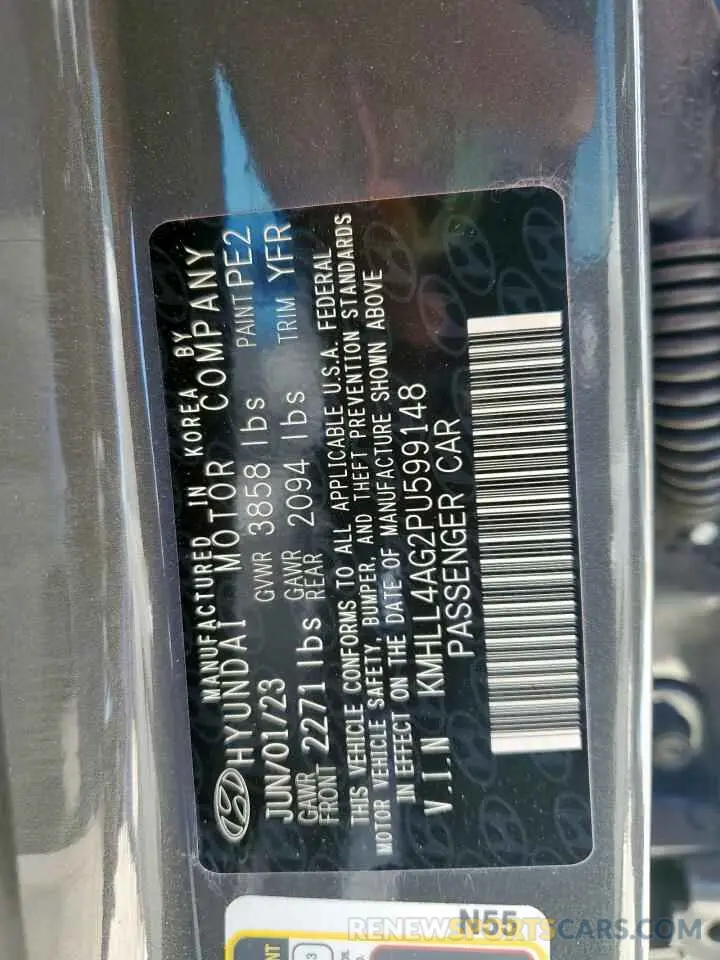 MANUFACTURED IN KOREA BY
HYUNDAI MOTOR COMPANY
JUN/01/23 GVWR 3858 lbs PAINT PE2
GAWR FRONT 2271 lbs GAWR REAR 2094 lbs TRIM YFR
THIS VEHICLE CONFORMS TO ALL APPLICABLE U.S.A. FEDERAL
MOTOR VEHICLE SAFETY, BUMPER, AND THEFT PREVENTION STANDARDS
IN EFFECT ON THE DATE OF MANUFACTURE SHOWN ABOVE
V.I.N KMHLL4AG2PU599148
PASSENGER CAR
N55
RENEWSPORTSCARS.COM